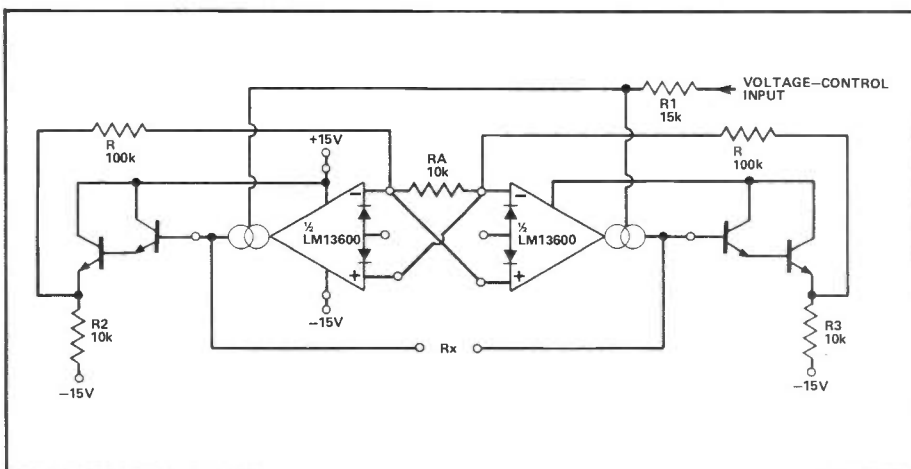 VOLTAGE–CONTROL
INPUT
R1
15k
R
100k
+15V
RA
10k
R
100k
–
–
½
LM13600
½
LM13600
+
+
R2
10k
–15V
Rx
R3
10k
–15V
–15V